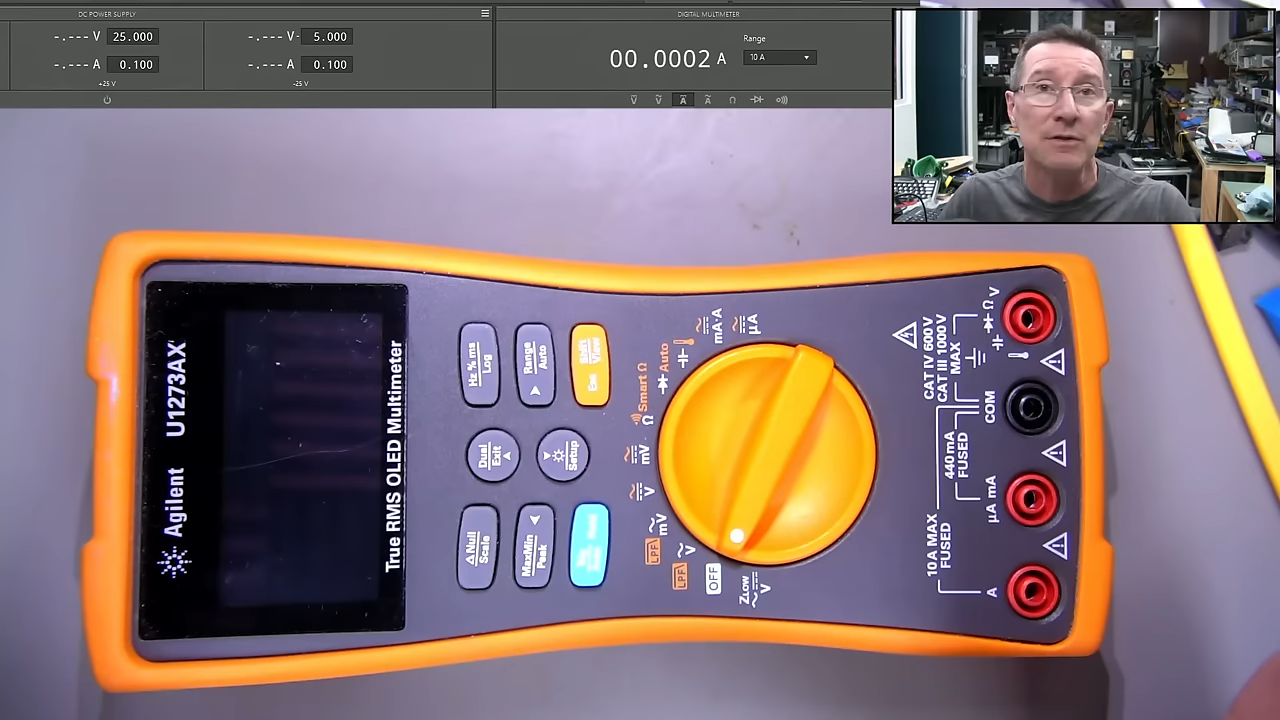 DC POWER SUPPLY
-.--- V 25.000
-.--- V- 5.000
-.--- A 0.100
-.--- A 0.100
+25 V
-25 V
DIGITAL MULTIMETER
00.0002 A
Range
10 A
Agilent U1273AX
True RMS OLED Multimeter
Hz % ms
Log
Range
Auto
Shift
View
Esc
Dual
Exit
Setup
ΔNull
Scale
MaxMin
Peak
mA·A
µA
Auto
Smart Ω
Ω
mV
V
mV
LPF
V
LPF
OFF
ZLOW
V
CAT IV 600V
CAT III 1000V
MAX
Ω V
COM
440 mA
FUSED
µA mA
10A MAX
FUSED
A